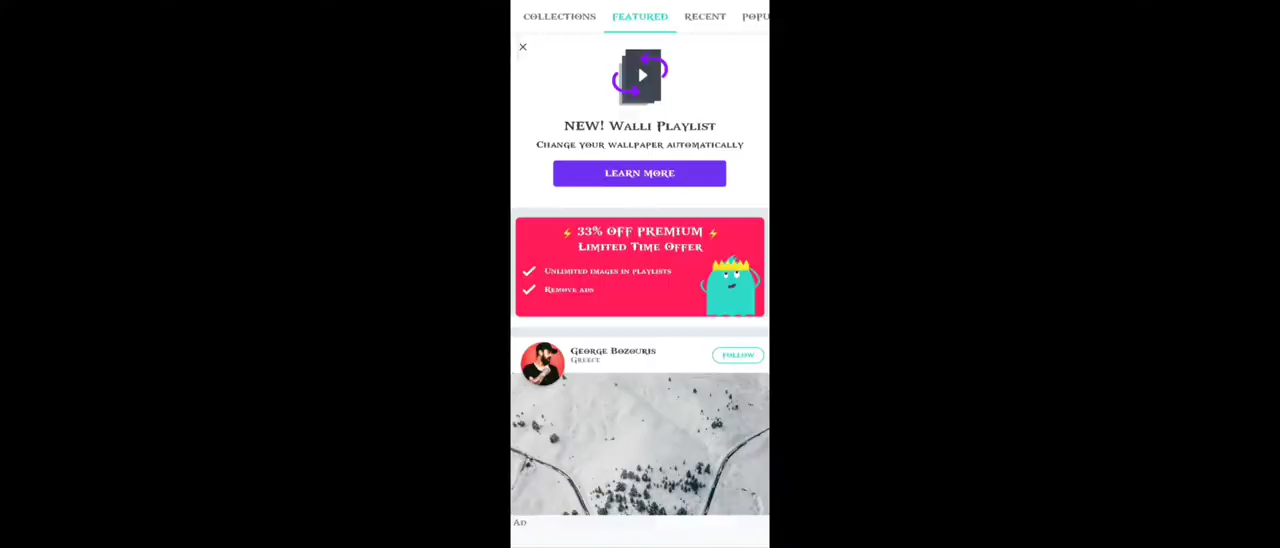 COLLECTIONS FEATURED RECENT POPU
NEW! WALLI PLAYLIST
CHANGE YOUR WALLPAPER AUTOMATICALLY
LEARN MORE
⚡ 33% OFF PREMIUM ⚡
LIMITED TIME OFFER
UNLIMITED IMAGES IN PLAYLISTS
REMOVE ADS
GEORGE BOZOURIS
GREECE
FOLLOW
AD